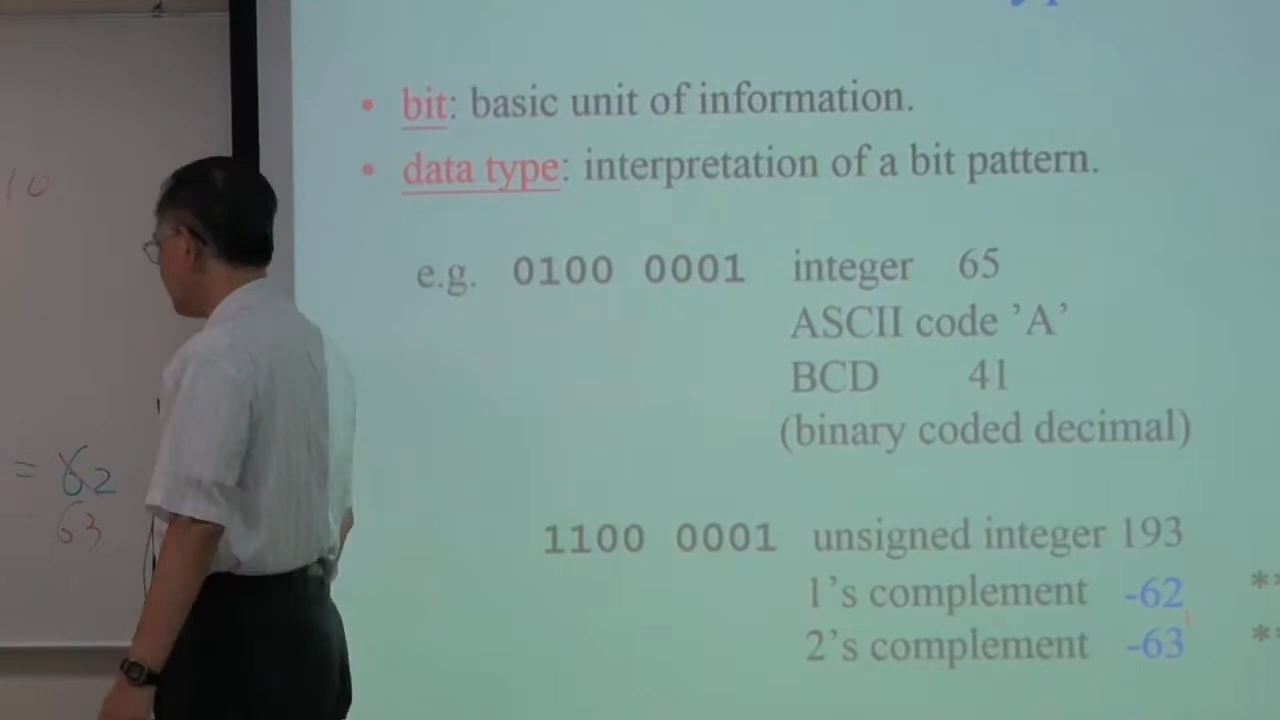 • bit: basic unit of information.
• data type: interpretation of a bit pattern.
e.g. 0100 0001 integer 65
ASCII code 'A'
BCD 41
(binary coded decimal)
1100 0001 unsigned integer 193
1's complement -62 **
2's complement -63 **
10
= 62
63